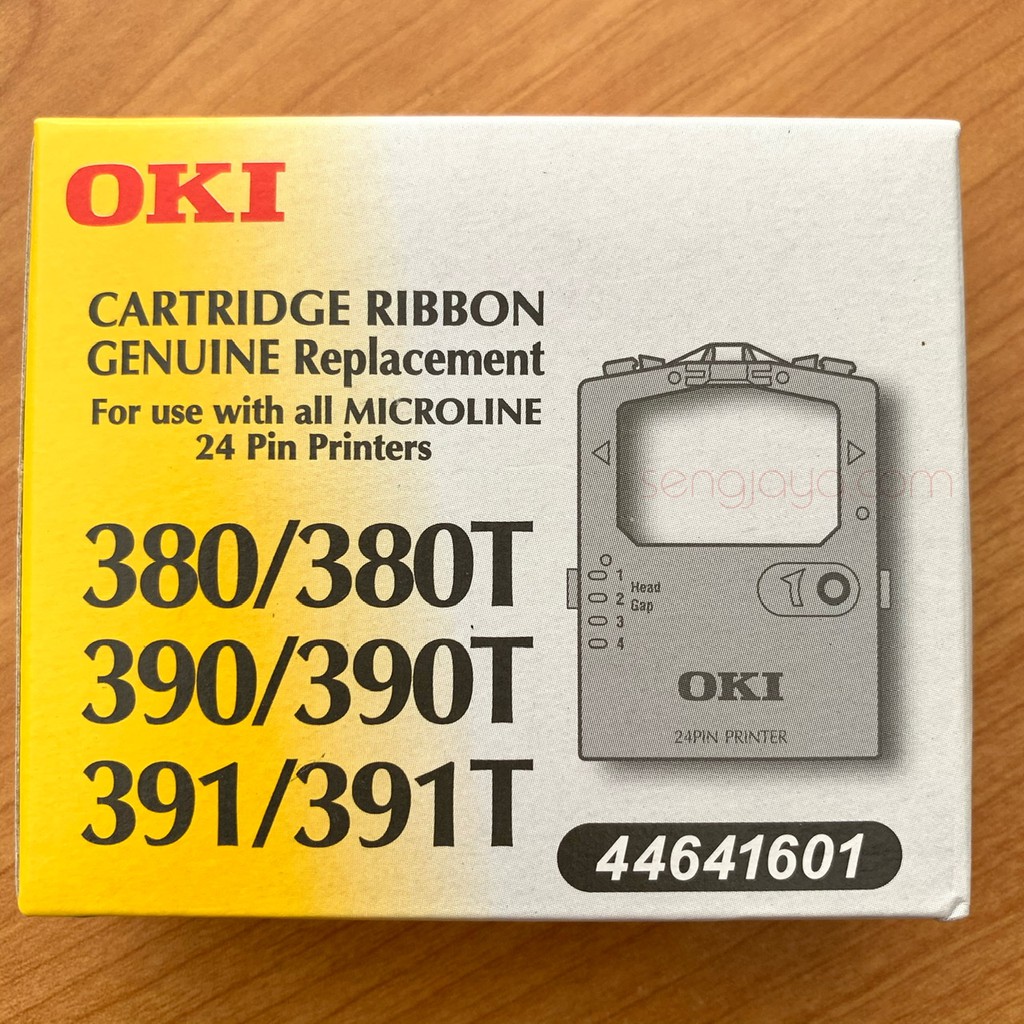 OKI
CARTRIDGE RIBBON
GENUINE Replacement
For use with all MICROLINE
24 Pin Printers
380/380T
390/390T
391/391T
sengjaya.com
1
2
3
4
Head
Gap
OKI
24PIN PRINTER
44641601